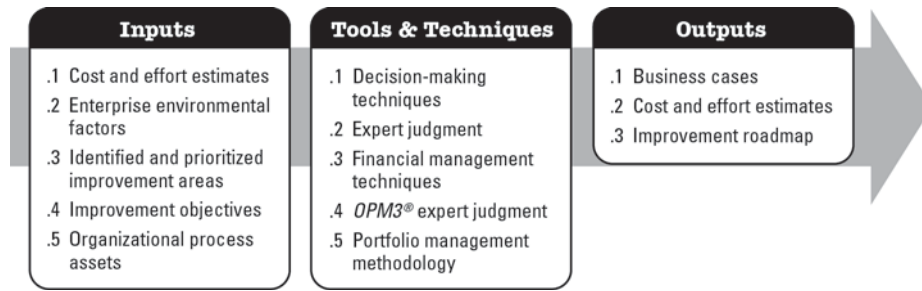 Inputs
.1 Cost and effort estimates
.2 Enterprise environmental
factors
.3 Identified and prioritized
improvement areas
.4 Improvement objectives
.5 Organizational process
assets
Tools & Techniques
.1 Decision-making
techniques
.2 Expert judgment
.3 Financial management
techniques
.4 OPM3® expert judgment
.5 Portfolio management
methodology
Outputs
.1 Business cases
.2 Cost and effort estimates
.3 Improvement roadmap